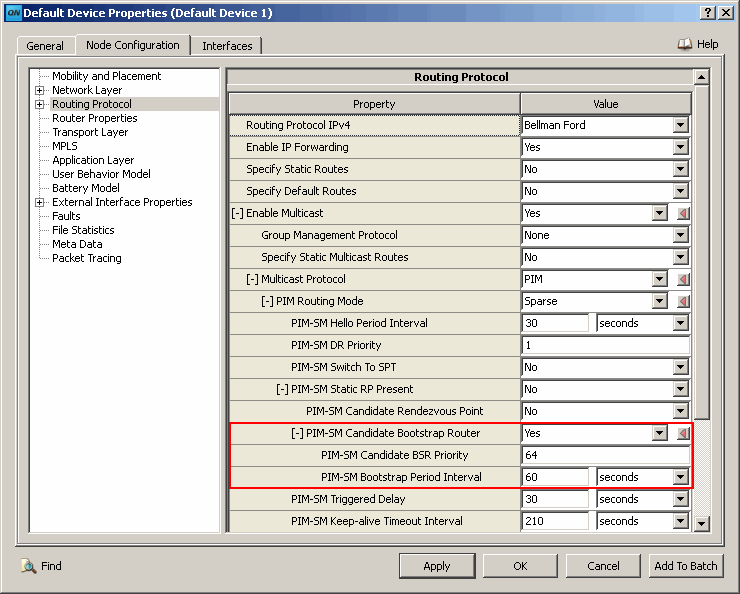 QN Default Device Properties (Default Device 1)
General Node Configuration Interfaces Help
Mobility and Placement
Network Layer
Routing Protocol
Router Properties
Transport Layer
MPLS
Application Layer
User Behavior Model
Battery Model
External Interface Properties
Faults
File Statistics
Meta Data
Packet Tracing
Routing Protocol
Property Value
Routing Protocol IPv4 Bellman Ford
Enable IP Forwarding Yes
Specify Static Routes No
Specify Default Routes No
[-] Enable Multicast Yes
Group Management Protocol None
Specify Static Multicast Routes No
[-] Multicast Protocol PIM
[-] PIM Routing Mode Sparse
PIM-SM Hello Period Interval 30 seconds
PIM-SM DR Priority 1
PIM-SM Switch To SPT No
[-] PIM-SM Static RP Present No
PIM-SM Candidate Rendezvous Point No
[-] PIM-SM Candidate Bootstrap Router Yes
PIM-SM Candidate BSR Priority 64
PIM-SM Bootstrap Period Interval 60 seconds
PIM-SM Triggered Delay 30 seconds
PIM-SM Keep-alive Timeout Interval 210 seconds
Find Apply OK Cancel Add To Batch